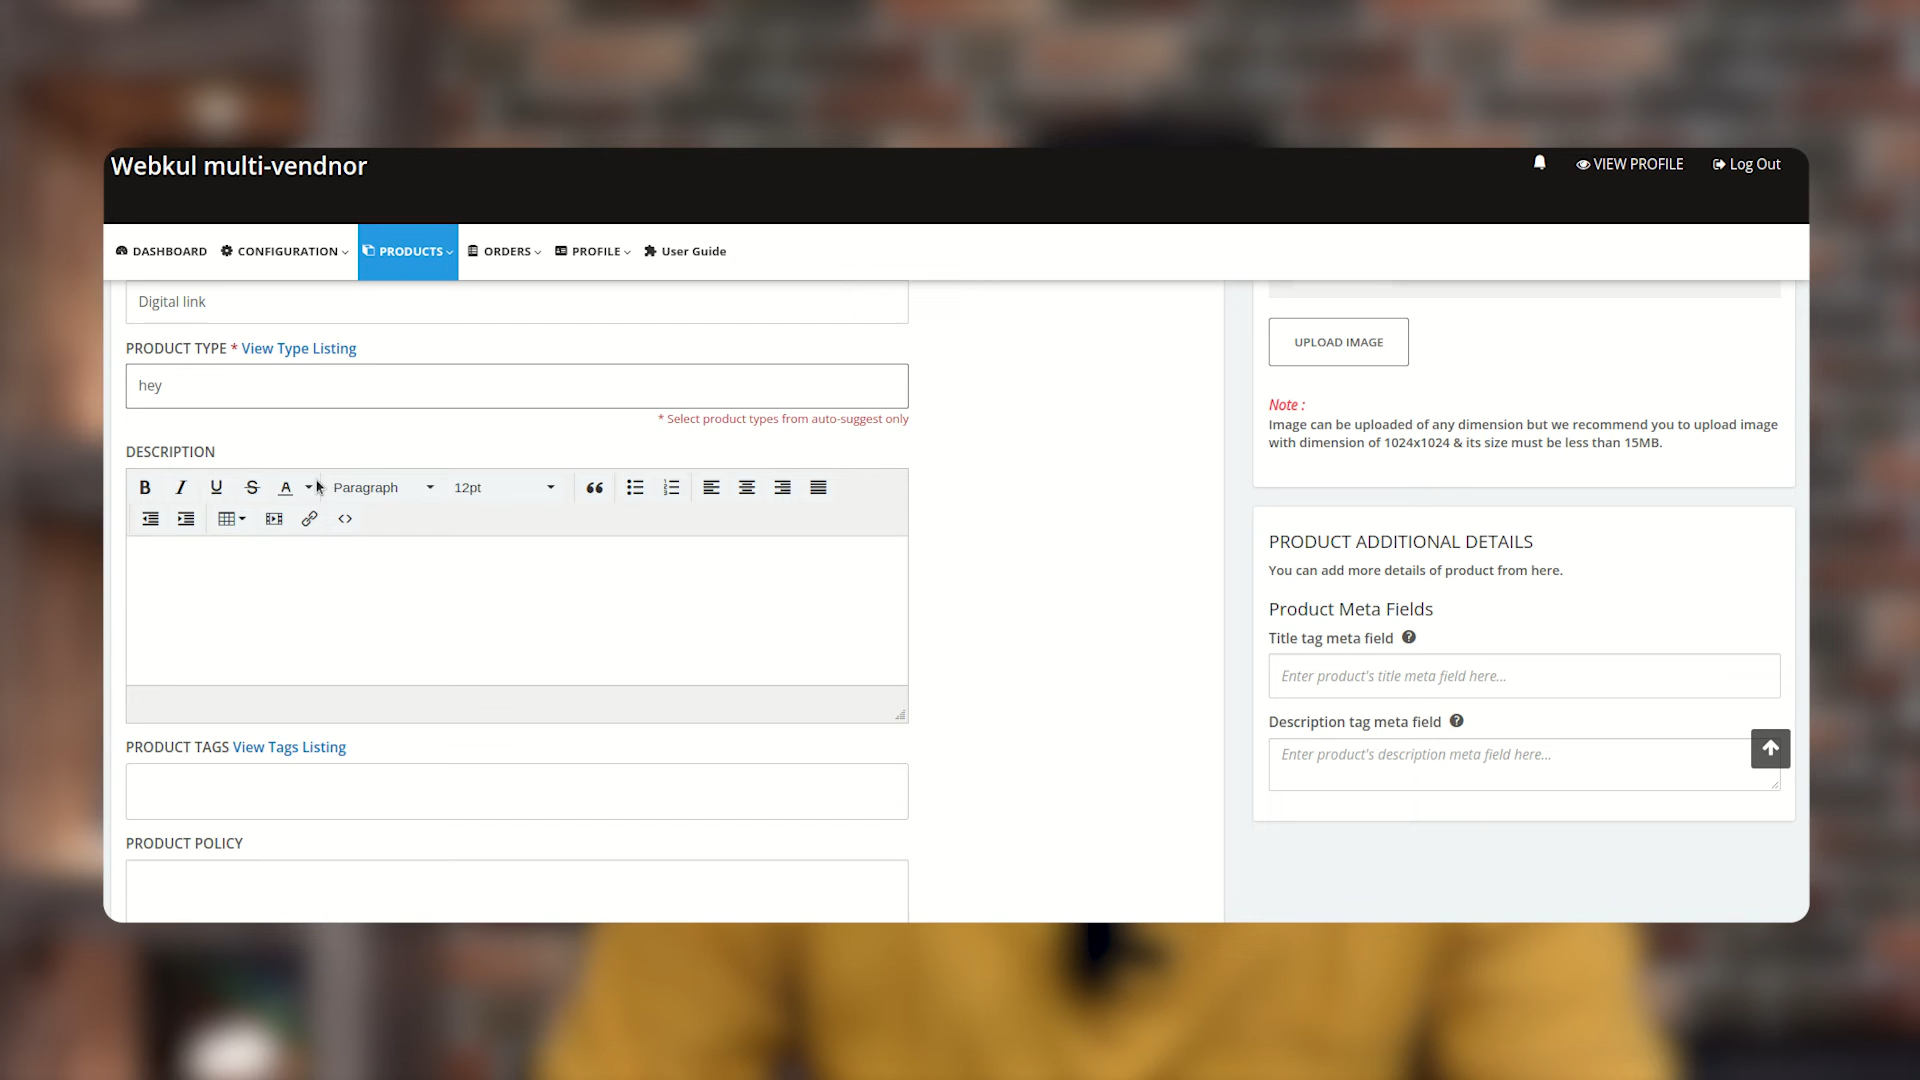 Webkul multi-vendnor
VIEW PROFILE
Log Out
DASHBOARD
CONFIGURATION
PRODUCTS
ORDERS
PROFILE
User Guide
Digital link
PRODUCT TYPE * View Type Listing
hey
* Select product types from auto-suggest only
DESCRIPTION
B I U S A Paragraph 12pt
PRODUCT TAGS View Tags Listing
PRODUCT POLICY
UPLOAD IMAGE
Note :
Image can be uploaded of any dimension but we recommend you to upload image
with dimension of 1024x1024 & its size must be less than 15MB.
PRODUCT ADDITIONAL DETAILS
You can add more details of product from here.
Product Meta Fields
Title tag meta field
Enter product's title meta field here...
Description tag meta field
Enter product's description meta field here...